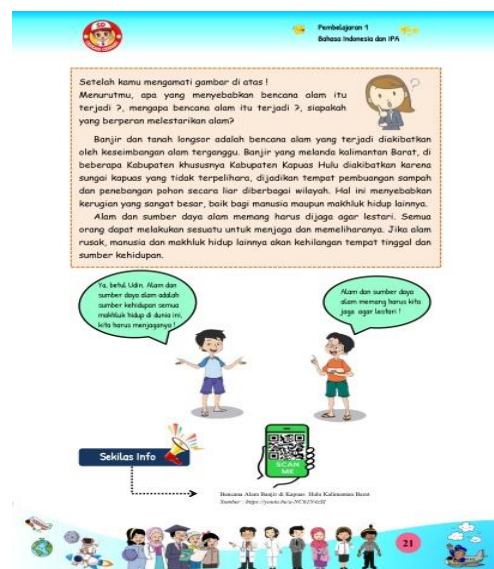 SD
Pembelajaran 1
Bahasa Indonesia dan IPA
Setelah kamu mengamati gambar di atas !
Menurutmu, apa yang menyebabkan bencana alam itu
terjadi ?, mengapa bencana alam itu terjadi ?, siapakah
yang berperan melestarikan alam?
Banjir dan tanah longsor adalah bencana alam yang terjadi diakibatkan
oleh keseimbangan alam terganggu. Banjir yang melanda kalimantan Barat, di
beberapa Kabupaten khususnya Kabupaten Kapuas Hulu diakibatkan karena
sungai kapuas yang tidak terpelihara, dijadikan tempat pembuangan sampah
dan penebangan pohon secara liar diberbagai wilayah. Hal ini menyebabkan
kerugian yang sangat besar, baik bagi manusia maupun makhluk hidup lainnya.
Alam dan sumber daya alam memang harus dijaga agar lestari. Semua
orang dapat melakukan sesuatu untuk menjaga dan memeliharanya. Jika alam
rusak, manusia dan makhluk hidup lainnya akan kehilangan tempat tinggal dan
sumber kehidupan.
Ya, betul Udin. Alam dan
sumber daya alam adalah
sumber kehidupan semua
makhluk hidup di dunia ini,
kita harus menjaganya !
Alam dan sumber daya
alam memang harus kita
jaga agar lestari !
Sekilas Info
SCAN
ME
Bencana Alam Banjir di Kapuas Hulu Kalimantan Barat
21